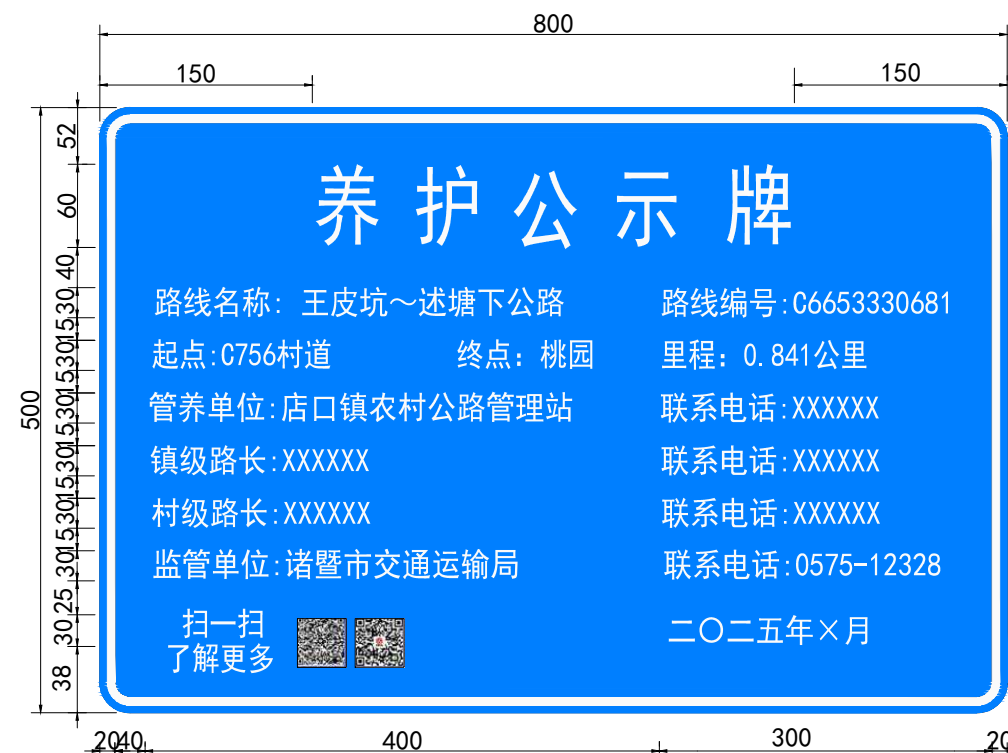 800
150 150
52
60
40
30
15
30
15
30
15
30
15
30
15
30
25
30
38
500
养护公示牌
路线名称: 王皮坑～述塘下公路 路线编号:C6653330681
起点:C756村道 终点: 桃园 里程: 0.841公里
管养单位:店口镇农村公路管理站 联系电话:XXXXXX
镇级路长:XXXXXX 联系电话:XXXXXX
村级路长:XXXXXX 联系电话:XXXXXX
监管单位:诸暨市交通运输局 联系电话:0575-12328
扫一扫
了解更多
二〇二五年×月
20 40 400 300 20